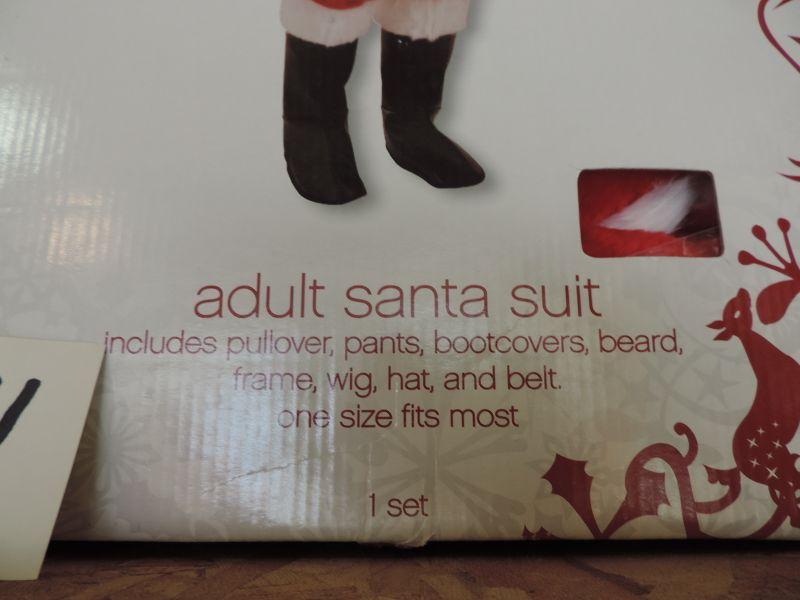 adult santa suit
includes pullover, pants, bootcovers, beard,
frame, wig, hat, and belt.
one size fits most
1 set